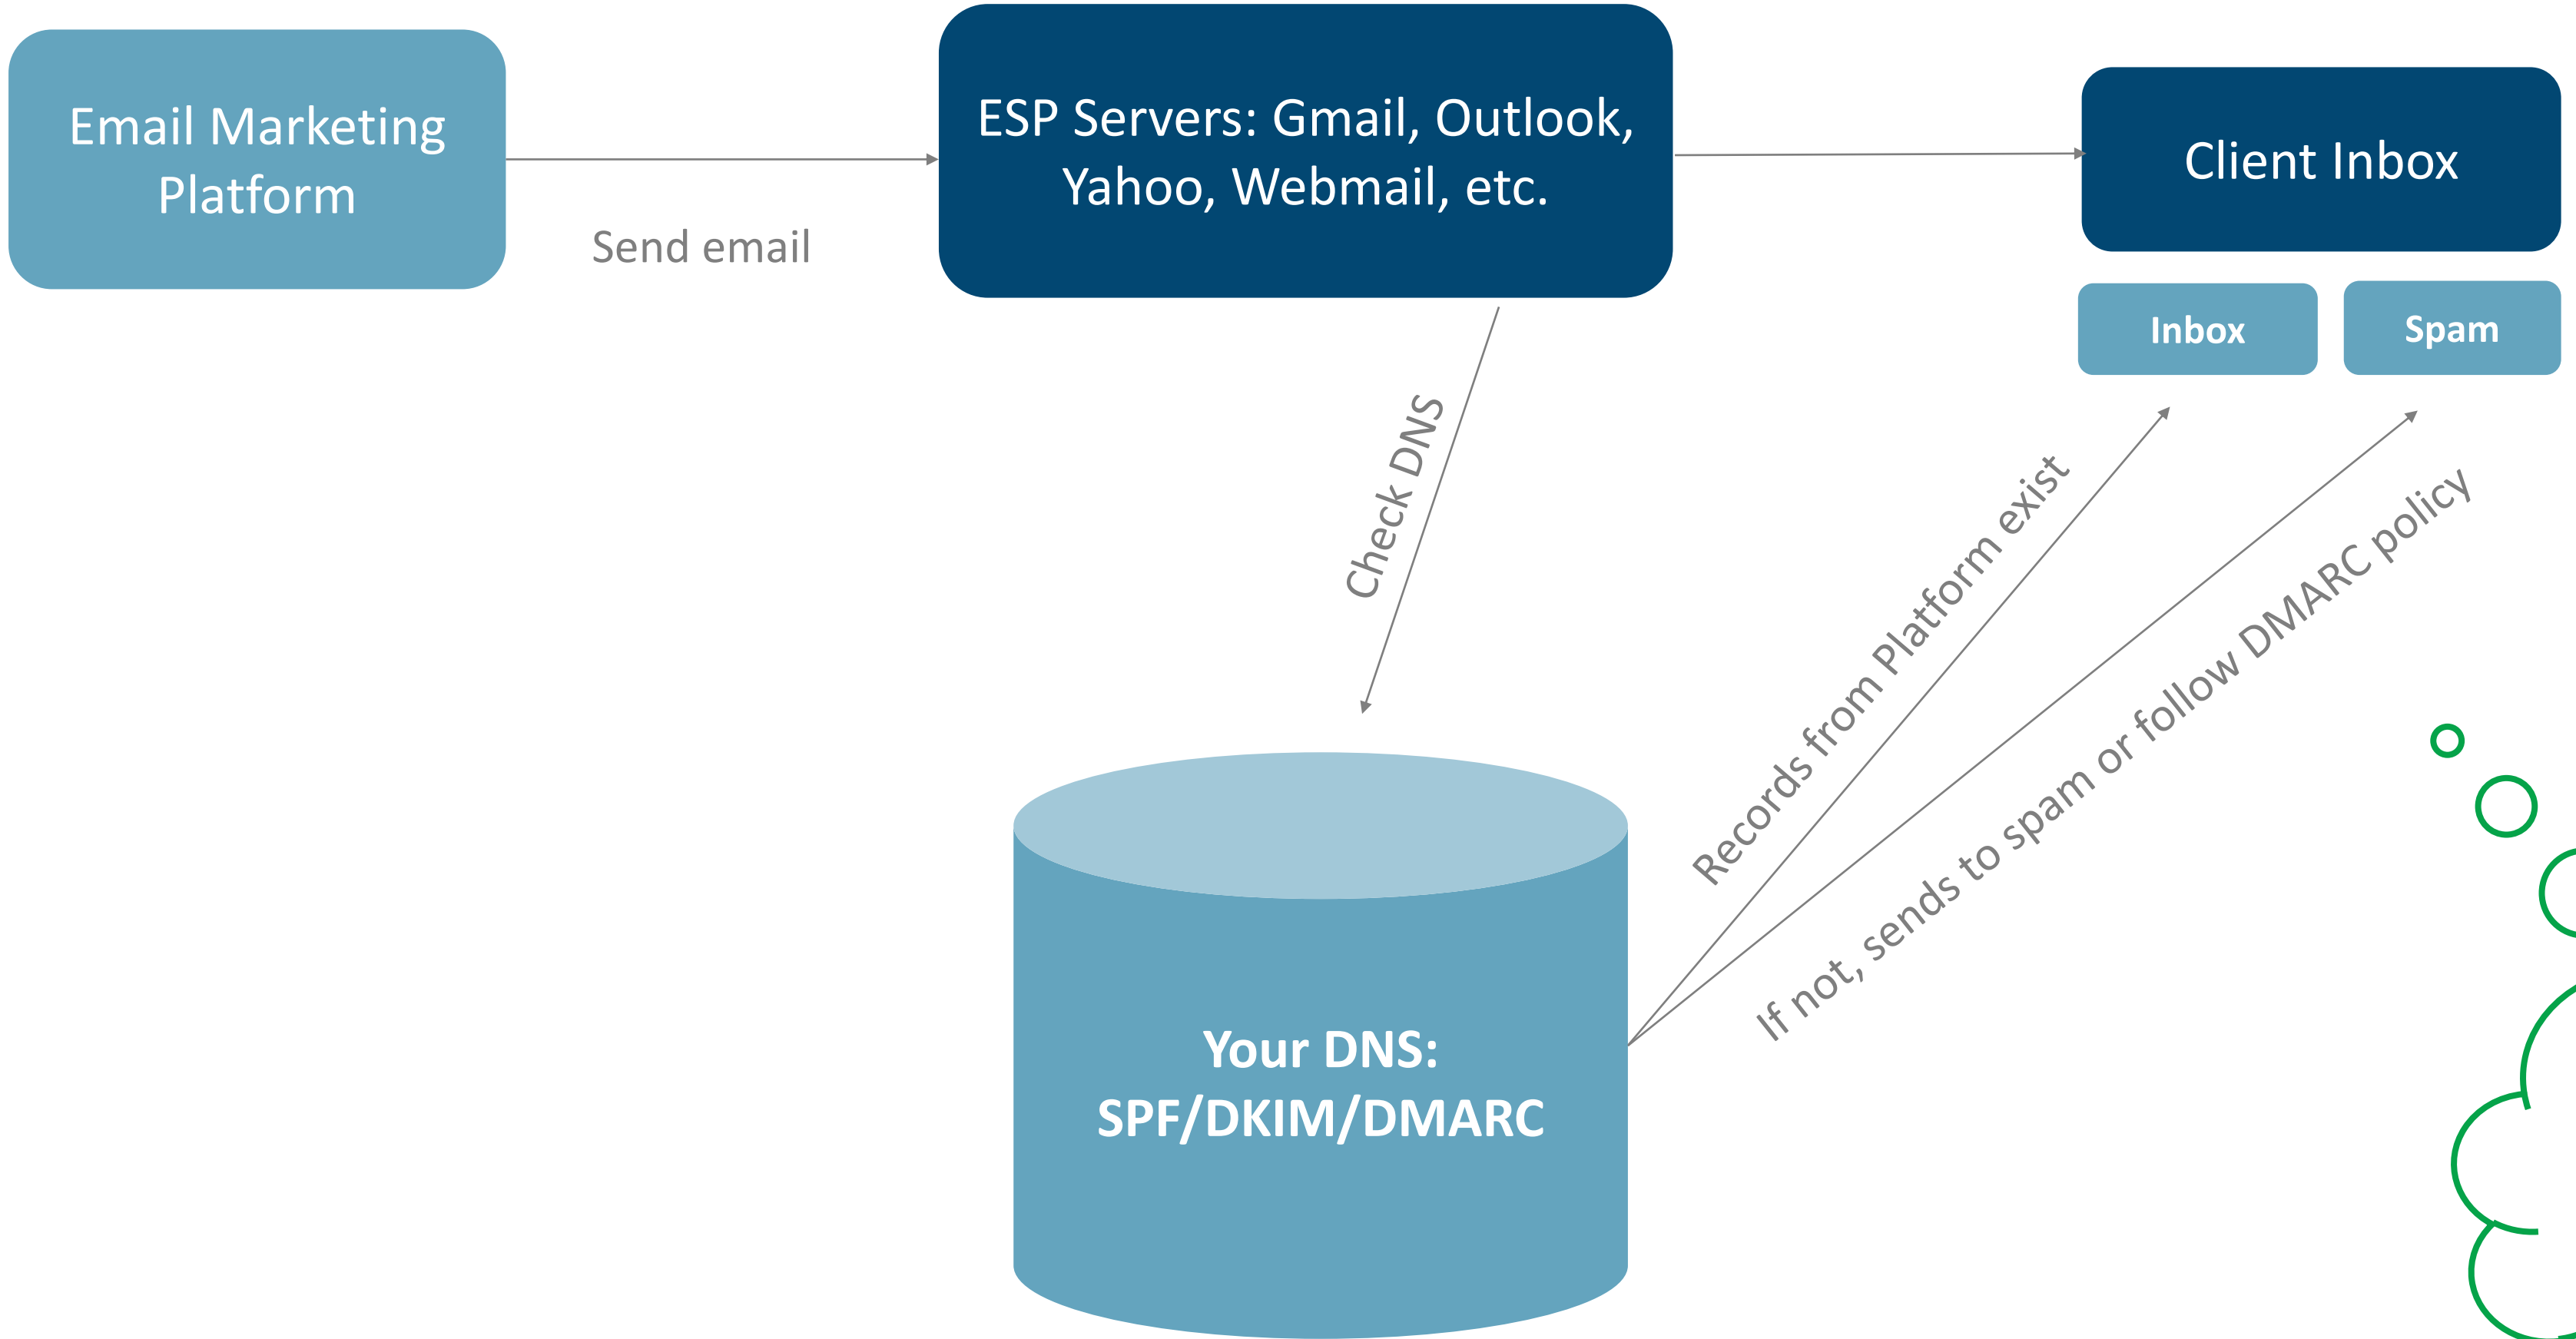 Email Marketing
Platform
Send email
ESP Servers: Gmail, Outlook,
Yahoo, Webmail, etc.
Client Inbox
Inbox
Spam
Check DNS
Records from Platform exist
If not, sends to spam or follow DMARC policy
Your DNS:
SPF/DKIM/DMARC